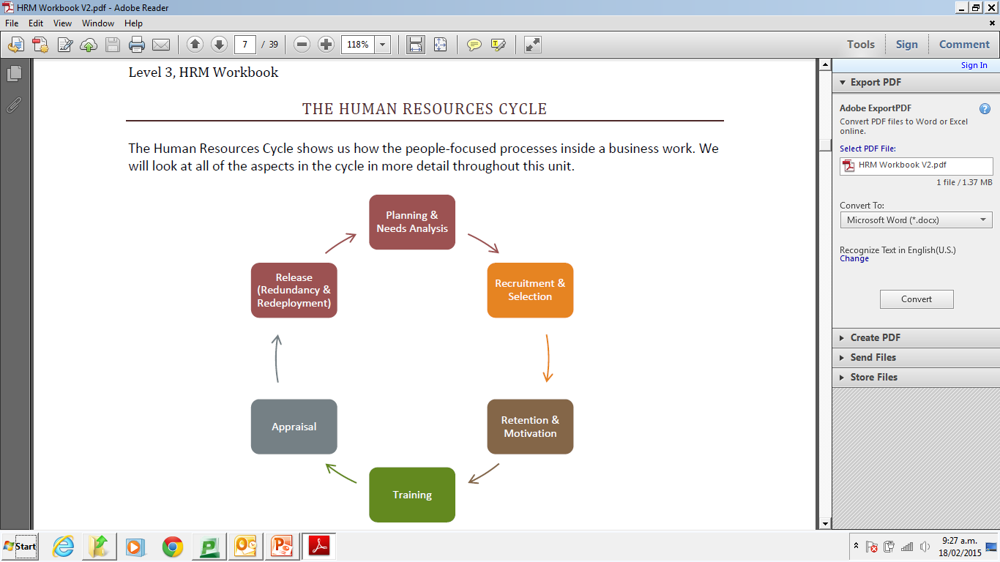 HRM Workbook V2.pdf - Adobe Reader
File Edit View Window Help
7 / 39 118% Tools Sign Comment
Level 3, HRM Workbook
THE HUMAN RESOURCES CYCLE
The Human Resources Cycle shows us how the people-focused processes inside a business work. We
will look at all of the aspects in the cycle in more detail throughout this unit.
Planning &
Needs Analysis
Recruitment &
Selection
Retention &
Motivation
Training
Appraisal
Release
(Redundancy &
Redeployment)
Sign In
Export PDF
Adobe ExportPDF
Convert PDF files to Word or Excel
online.
Select PDF File:
HRM Workbook V2.pdf
1 file / 1.37 MB
Convert To:
Microsoft Word (*.docx)
Recognize Text in English(U.S.)
Change
Convert
Create PDF
Send Files
Store Files
Start
9:27 a.m.
18/02/2015